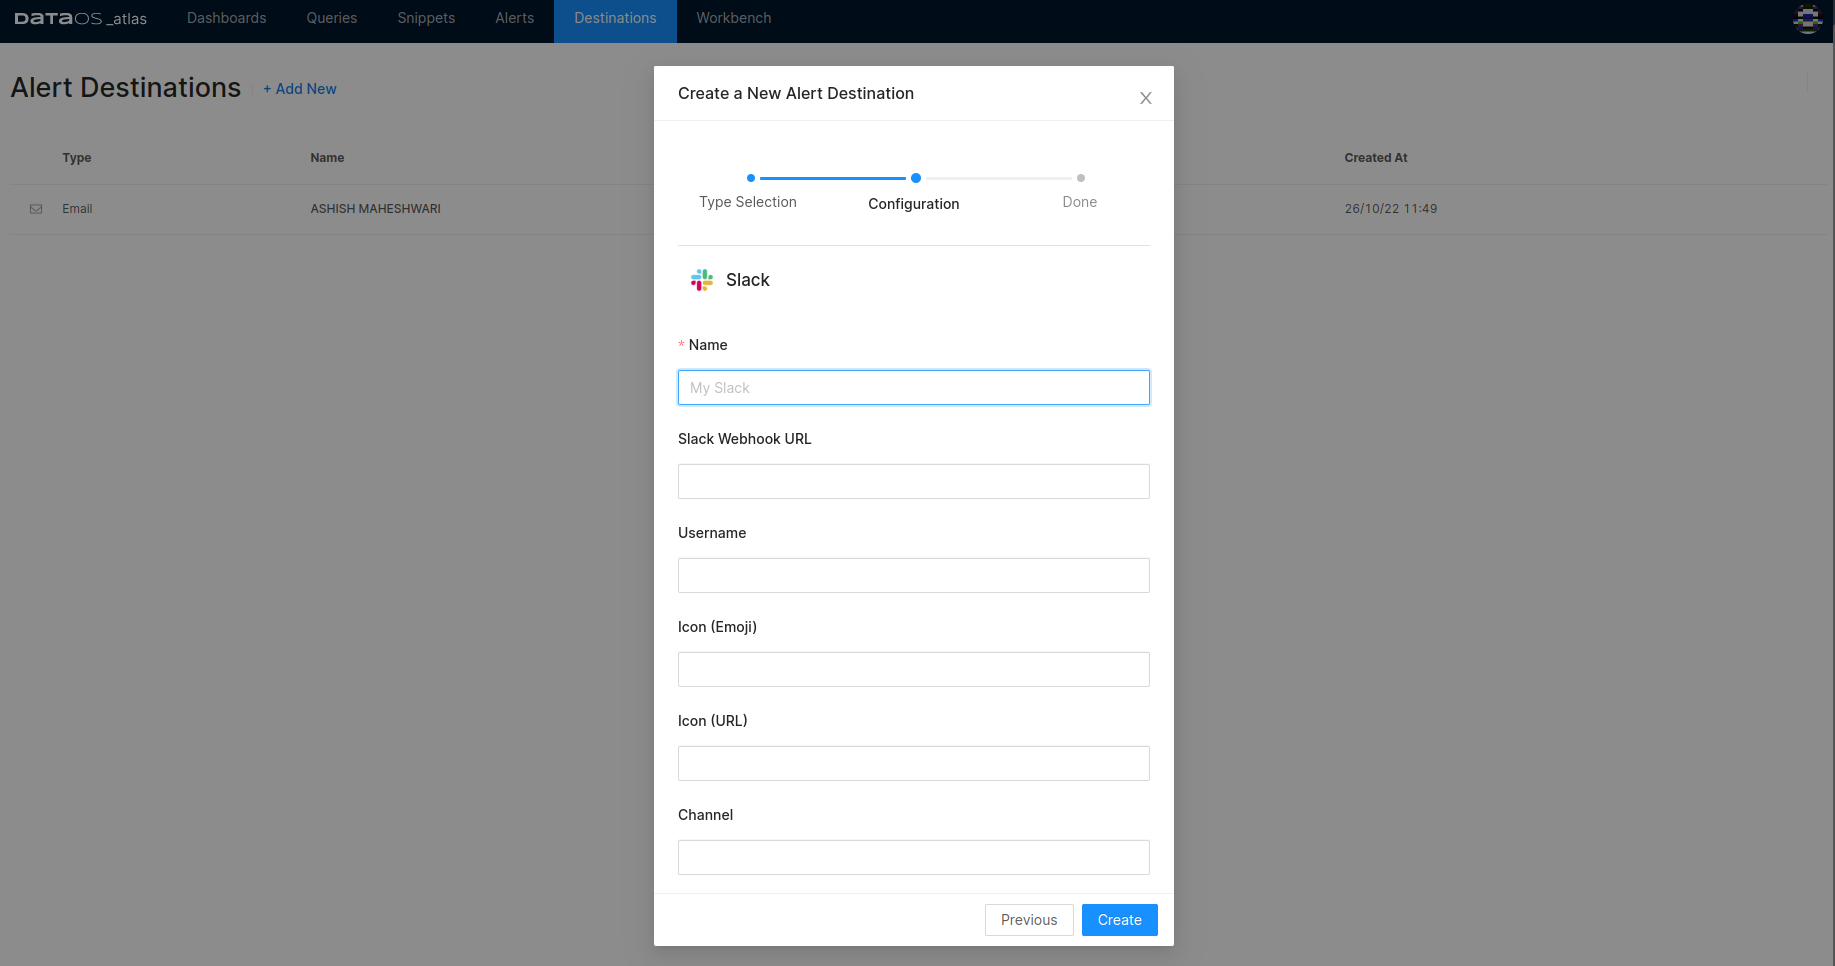 DATAOS _atlas Dashboards Queries Snippets Alerts Destinations Workbench
Alert Destinations + Add New
Type Name Created At
Email ASHISH MAHESHWARI 26/10/22 11:49
Create a New Alert Destination
Type Selection Configuration Done
Slack
* Name
My Slack
Slack Webhook URL
Username
Icon (Emoji)
Icon (URL)
Channel
Previous Create